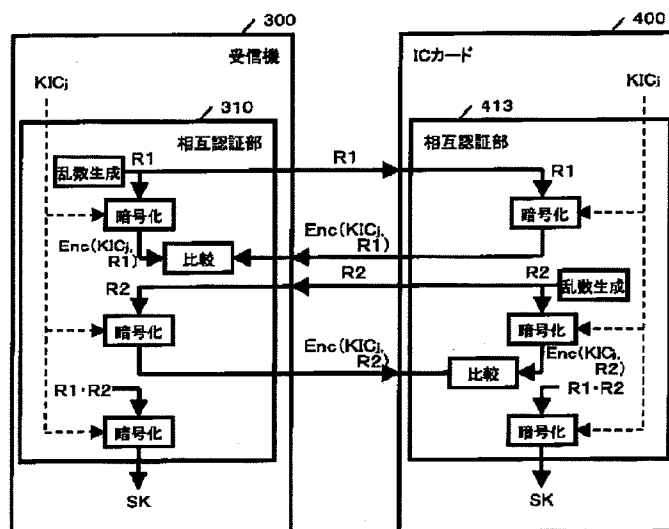 300
400
受信機
ICカード
KICj
KICj
310
413
相互認証部
相互認証部
乱数生成
R1
R1
R1
暗号化
暗号化
Enc(KICj,
R1)
比較
Enc(KICj,
R1)
R2
R2
R2
乱数生成
暗号化
暗号化
Enc(KICj,
R2)
Enc(KICj,
R2)
比較
R1・R2
R1・R2
暗号化
暗号化
SK
SK